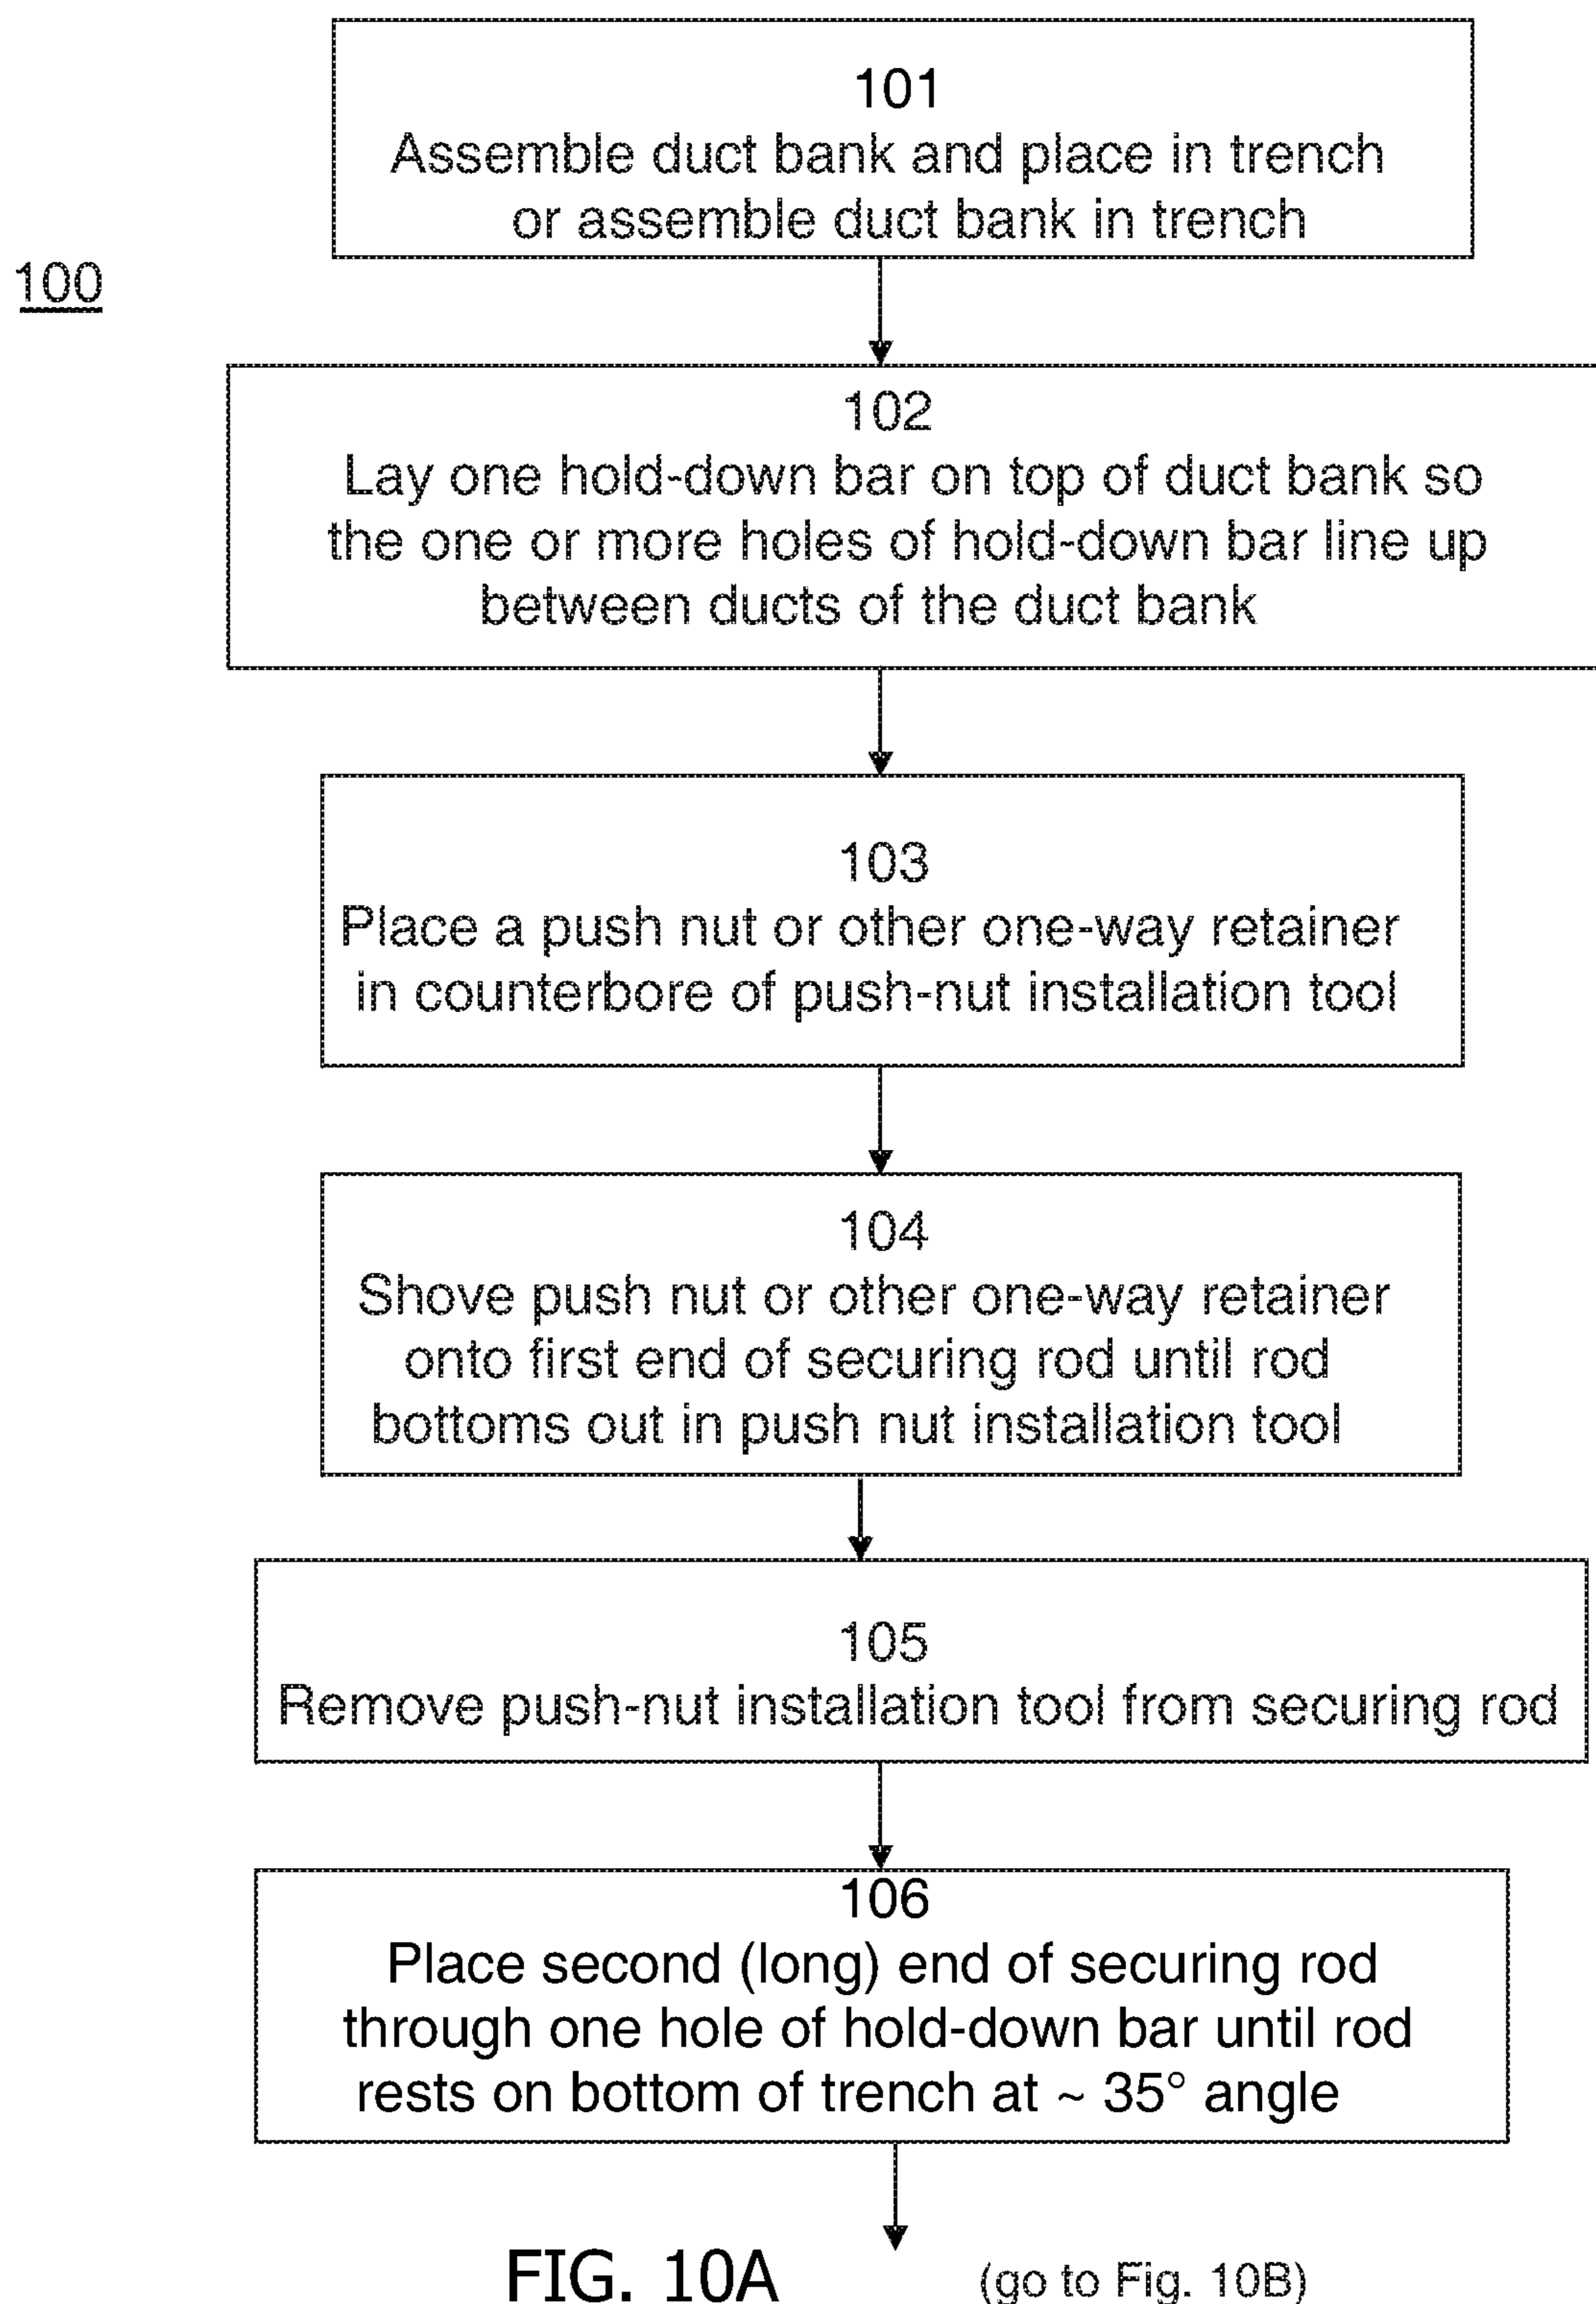 101
Assemble duct bank and place in trench
or assemble duct bank in trench
100
102
Lay one hold-down bar on top of duct bank so
the one or more holes of hold-down bar line up
between ducts of the duct bank
103
Place a push nut or other one-way retainer
in counterbore of push-nut installation tool
104
Shove push nut or other one-way retainer
onto first end of securing rod until rod
bottoms out in push nut installation tool
105
Remove push-nut installation tool from securing rod
106
Place second (long) end of securing rod
through one hole of hold-down bar until rod
rests on bottom of trench at ~ 35° angle
FIG. 10A
(go to Fig. 10B)